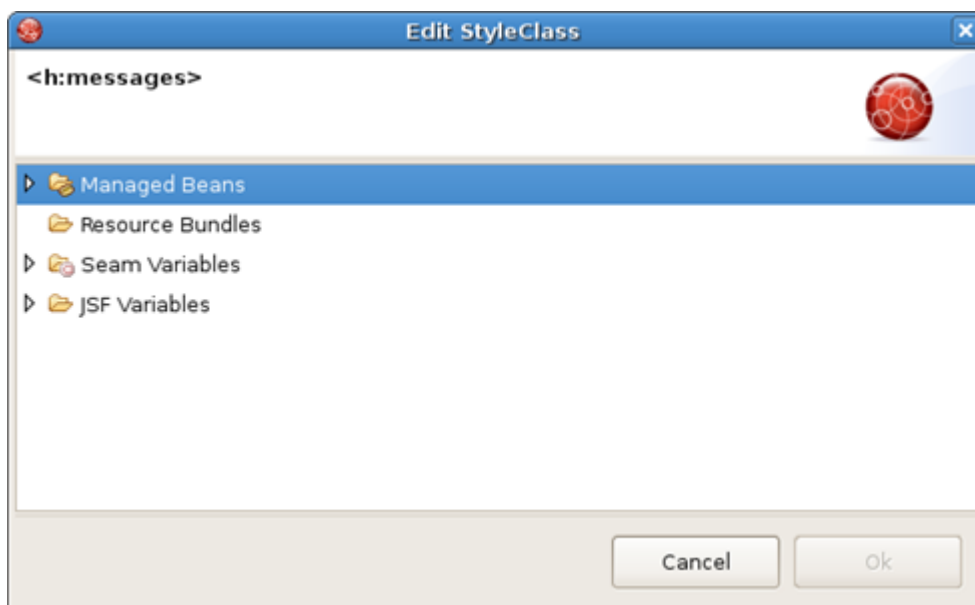 Edit StyleClass
<h:messages>
Managed Beans
Resource Bundles
Seam Variables
JSF Variables
Cancel
Ok